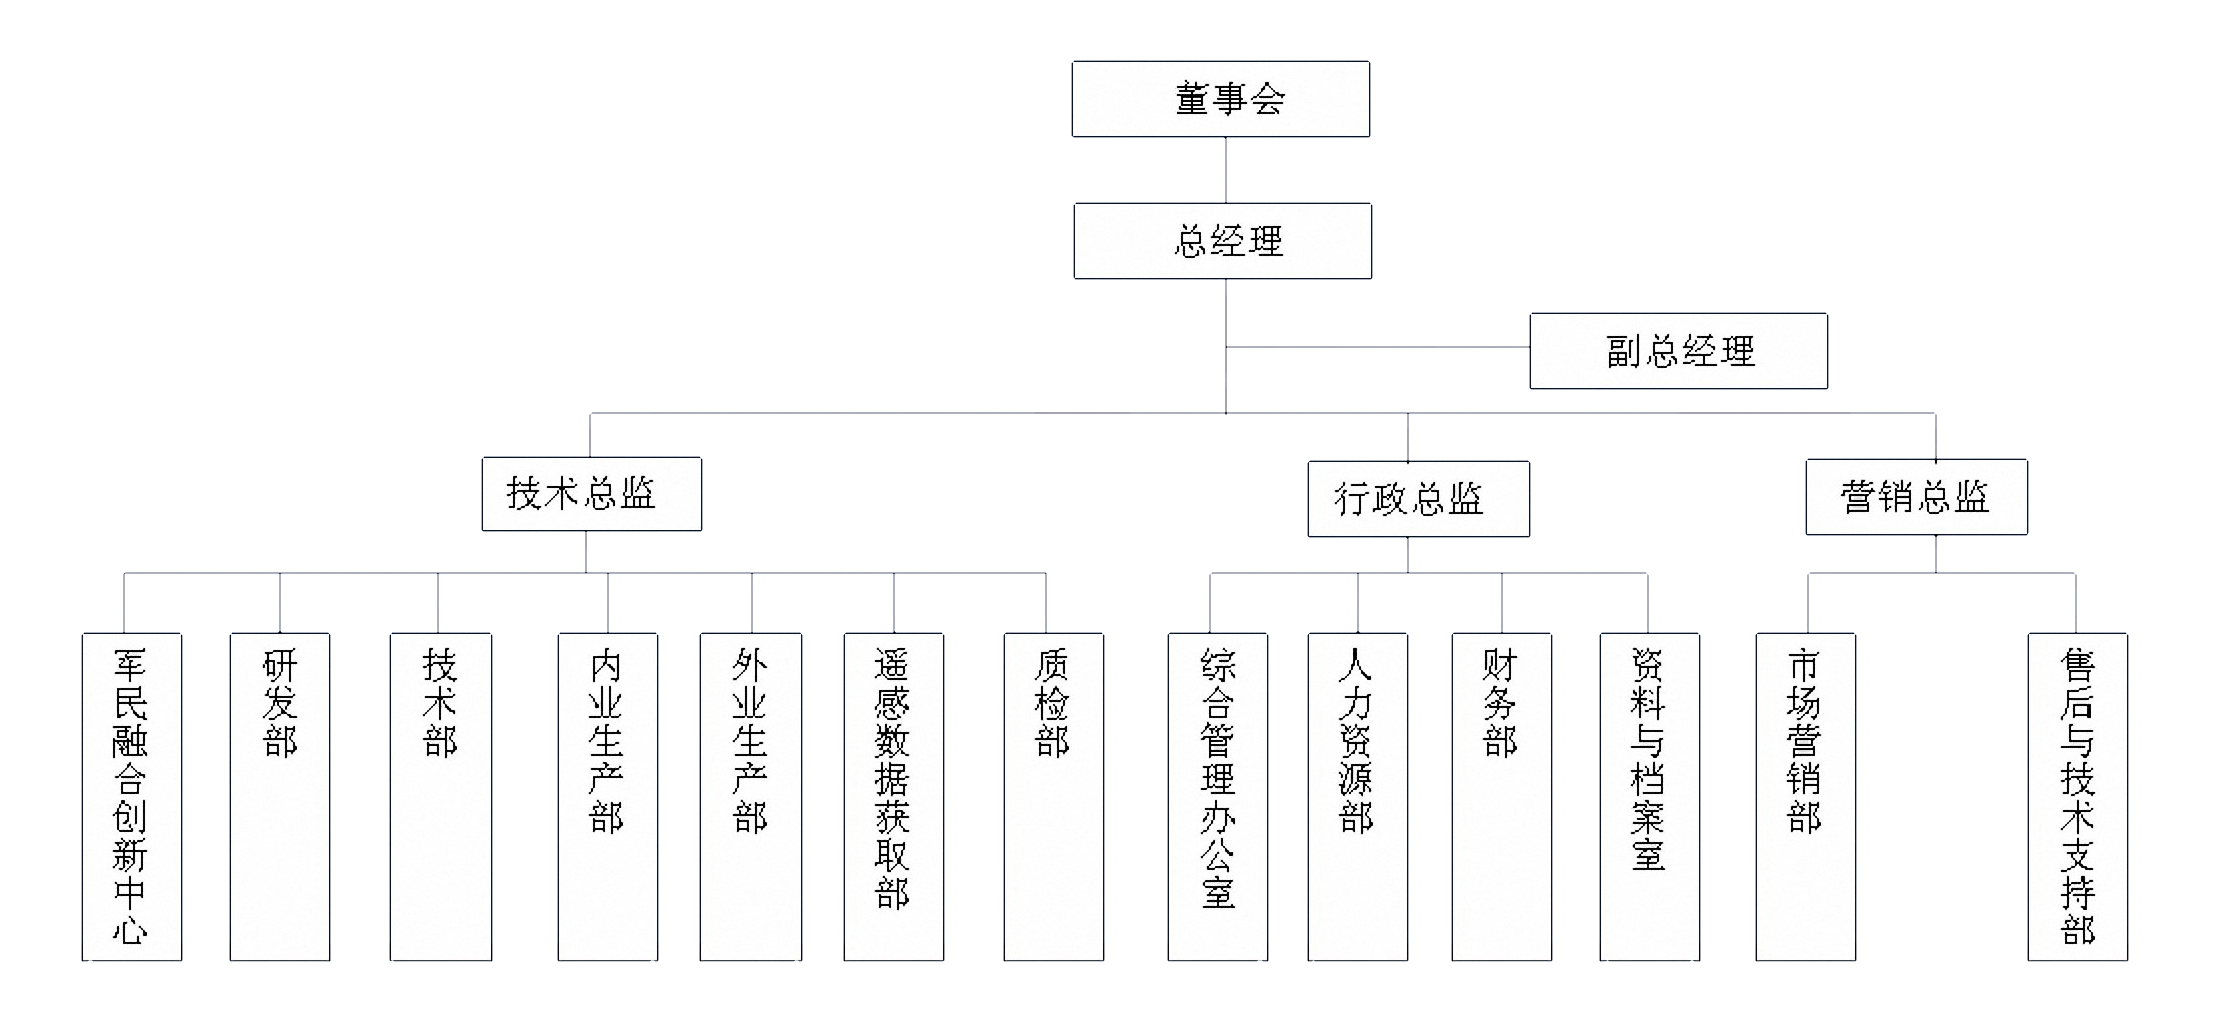 董事会
总经理
副总经理
技术总监
行政总监
营销总监
军民融合创新中心
研发部
技术部
内业生产部
外业生产部
遥感数据获取部
质检部
综合管理办公室
人力资源部
财务部
资料与档案室
市场营销部
售后与技术支持部